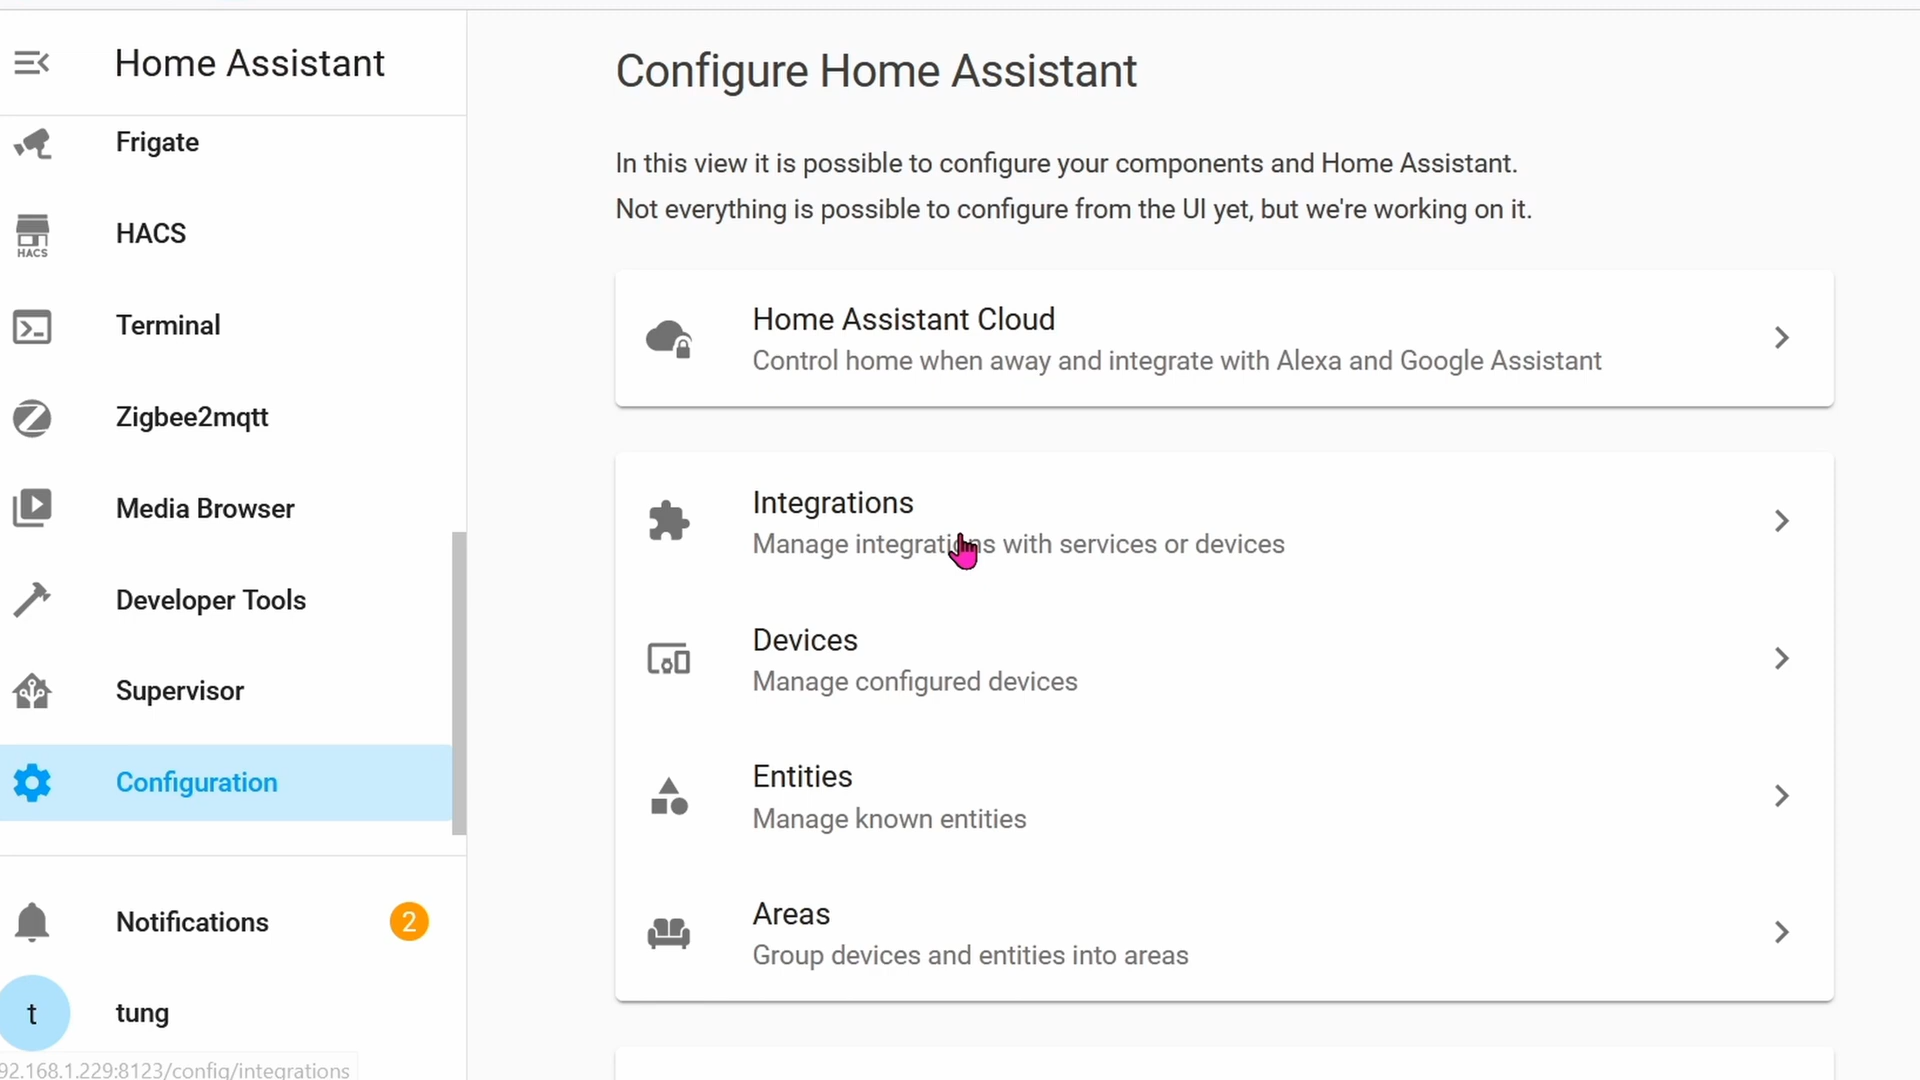 Home Assistant
Frigate
HACS
HACS
Terminal
Zigbee2mqtt
Media Browser
Developer Tools
Supervisor
Configuration
Notifications
2
t
tung
92.168.1.229:8123/config/integrations
Configure Home Assistant
In this view it is possible to configure your components and Home Assistant.
Not everything is possible to configure from the UI yet, but we're working on it.
Home Assistant Cloud
Control home when away and integrate with Alexa and Google Assistant
Integrations
Manage integrations with services or devices
Devices
Manage configured devices
Entities
Manage known entities
Areas
Group devices and entities into areas